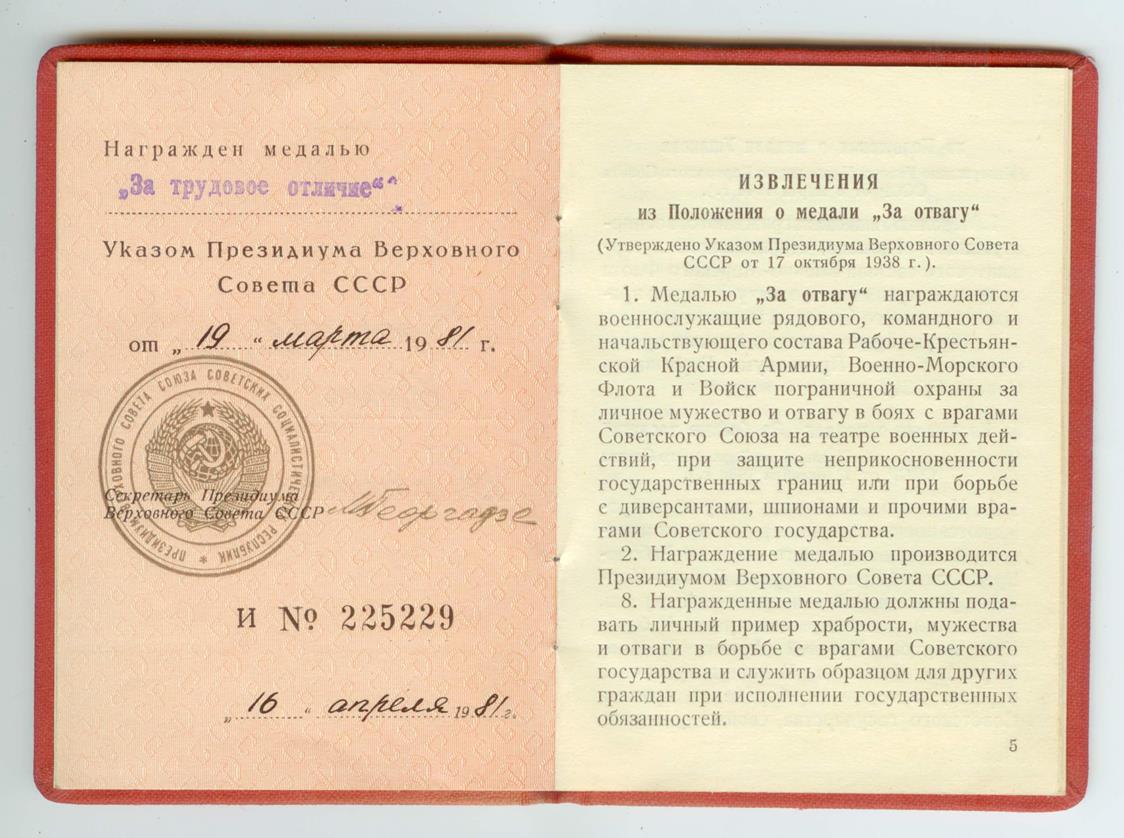 Награжден медалью
„За трудовое отличие“
Указом Президиума Верховного
Совета СССР
от „ 19 “ марта 1981 г.
ПРЕЗИДИУМ ВЕРХОВНОГО СОВЕТА СОЮЗА СОВЕТСКИХ СОЦИАЛИСТИЧЕСКИХ РЕСПУБЛИК
Секретарь Президиума
Верховного Совета СССР МГеоргадзе
И № 225229
„ 16 “ апреля 1981 г.
ИЗВЛЕЧЕНИЯ
из Положения о медали „За отвагу“
(Утверждено Указом Президиума Верховного Совета
СССР от 17 октября 1938 г.).
1. Медалью „За отвагу“ награждаются
военнослужащие рядового, командного и
начальствующего состава Рабоче-Крестьян-
ской Красной Армии, Военно-Морского
Флота и Войск пограничной охраны за
личное мужество и отвагу в боях с врагами
Советского Союза на театре военных дей-
ствий, при защите неприкосновенности
государственных границ или при борьбе
с диверсантами, шпионами и прочими вра-
гами Советского государства.
2. Награждение медалью производится
Президиумом Верховного Совета СССР.
8. Награжденные медалью должны пода-
вать личный пример храбрости, мужества
и отваги в борьбе с врагами Советского
государства и служить образцом для других
граждан при исполнении государственных
обязанностей.
5